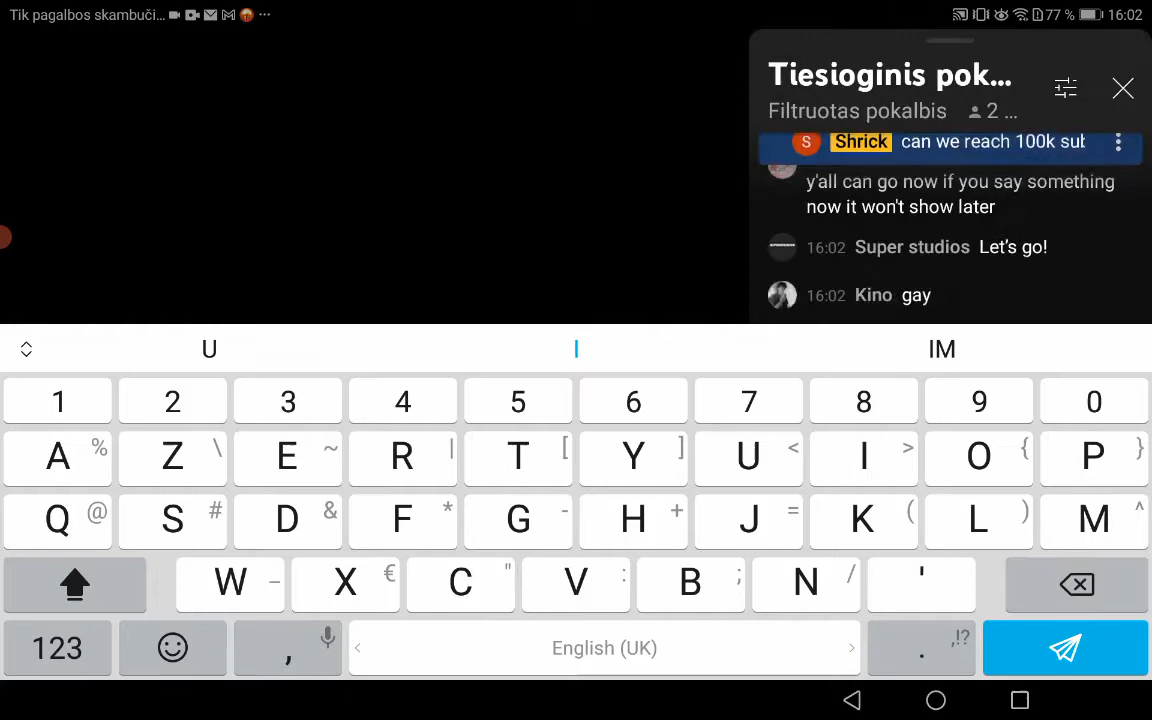 Tik pagalbos skambuči... ... 77 % 16:02
Tiesioginis pok...
Filtruotas pokalbis 2 ...
S Shrick can we reach 100k sub
y'all can go now if you say something
now it won't show later
16:02 Super studios Let's go!
16:02 Kino gay
U I IM
1 2 3 4 5 6 7 8 9 0
A % Z \ E ~ R | T [ Y ] U < I > O { P }
Q @ S # D & F * G - H + J = K ( L ) M ^
W _ X € C " V : B ; N / '
123 , English (UK) . ,!?